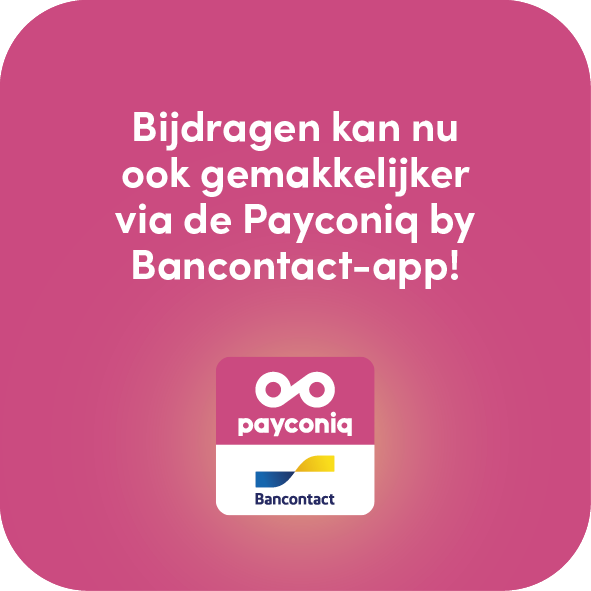 Bijdragen kan nu
ook gemakkelijker
via de Payconiq by
Bancontact-app!
payconiq
Bancontact